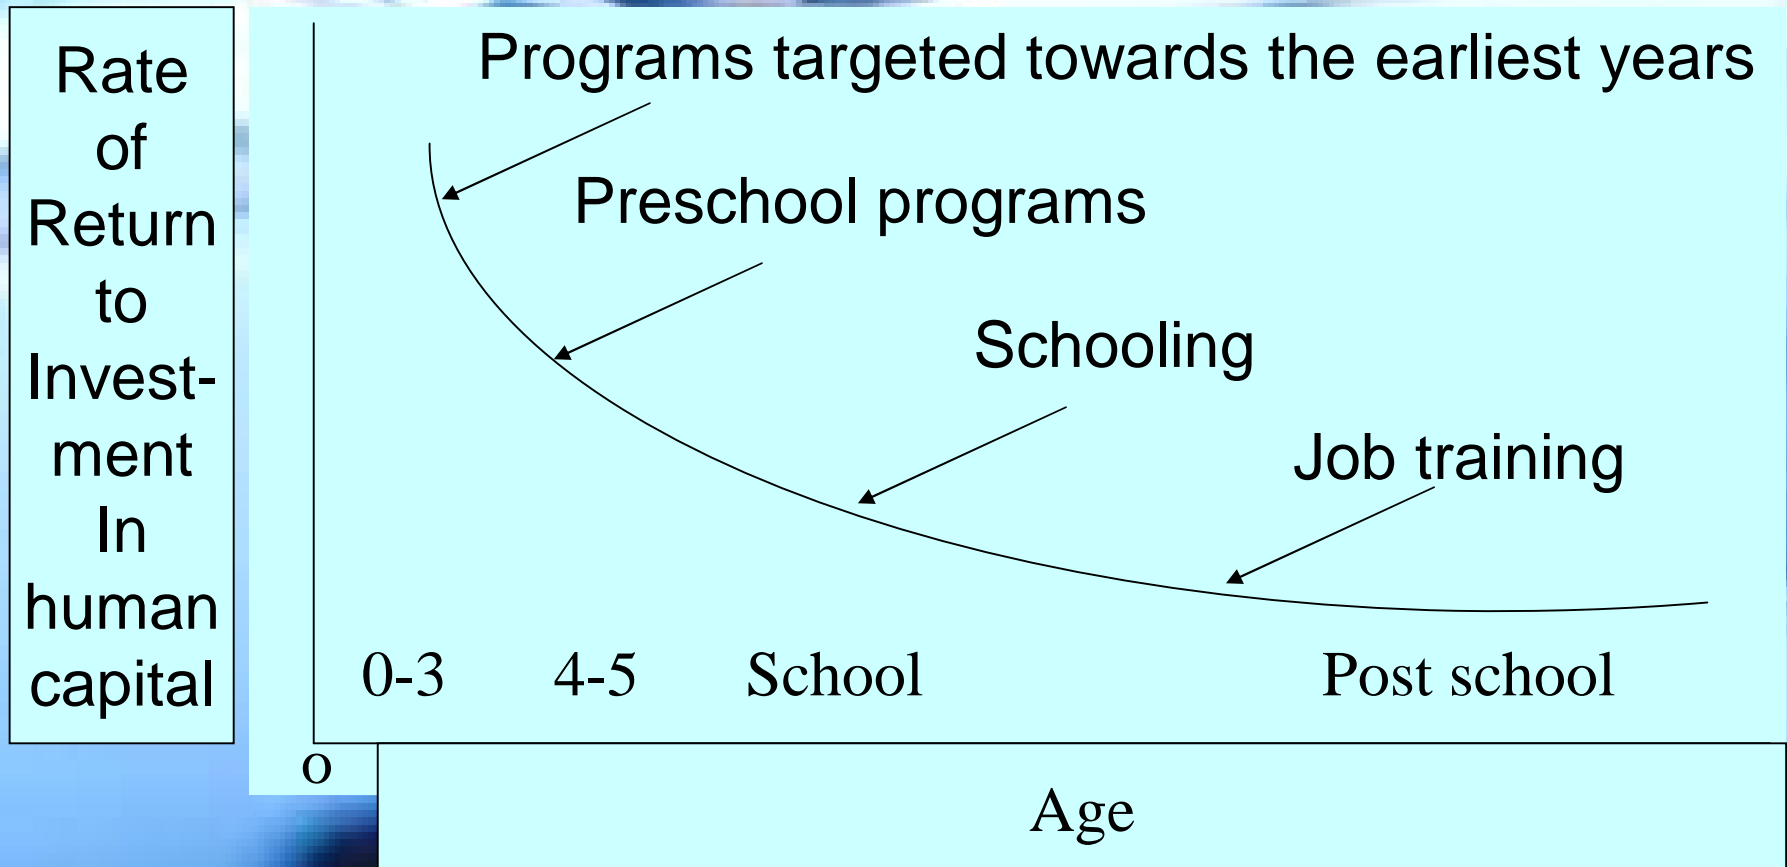 Rate
of
Return
to
Invest-
ment
In
human
capital
Programs targeted towards the earliest years
Preschool programs
Schooling
Job training
0-3 4-5 School Post school
o
Age